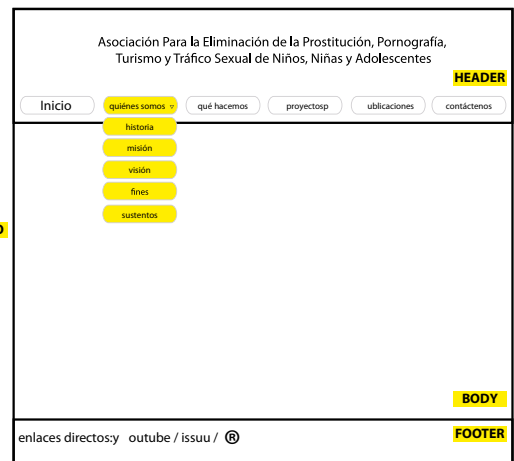 Asociación Para la Eliminación de la Prostitución, Pornografía,
Turismo y Tráfico Sexual de Niños, Niñas y Adolescentes
HEADER
Inicio quiénes somos ▿ qué hacemos proyectosp ublicaciones contáctenos
historia
misión
visión
fines
sustentos
BODY
enlaces directos:y outube / issuu / ®
FOOTER